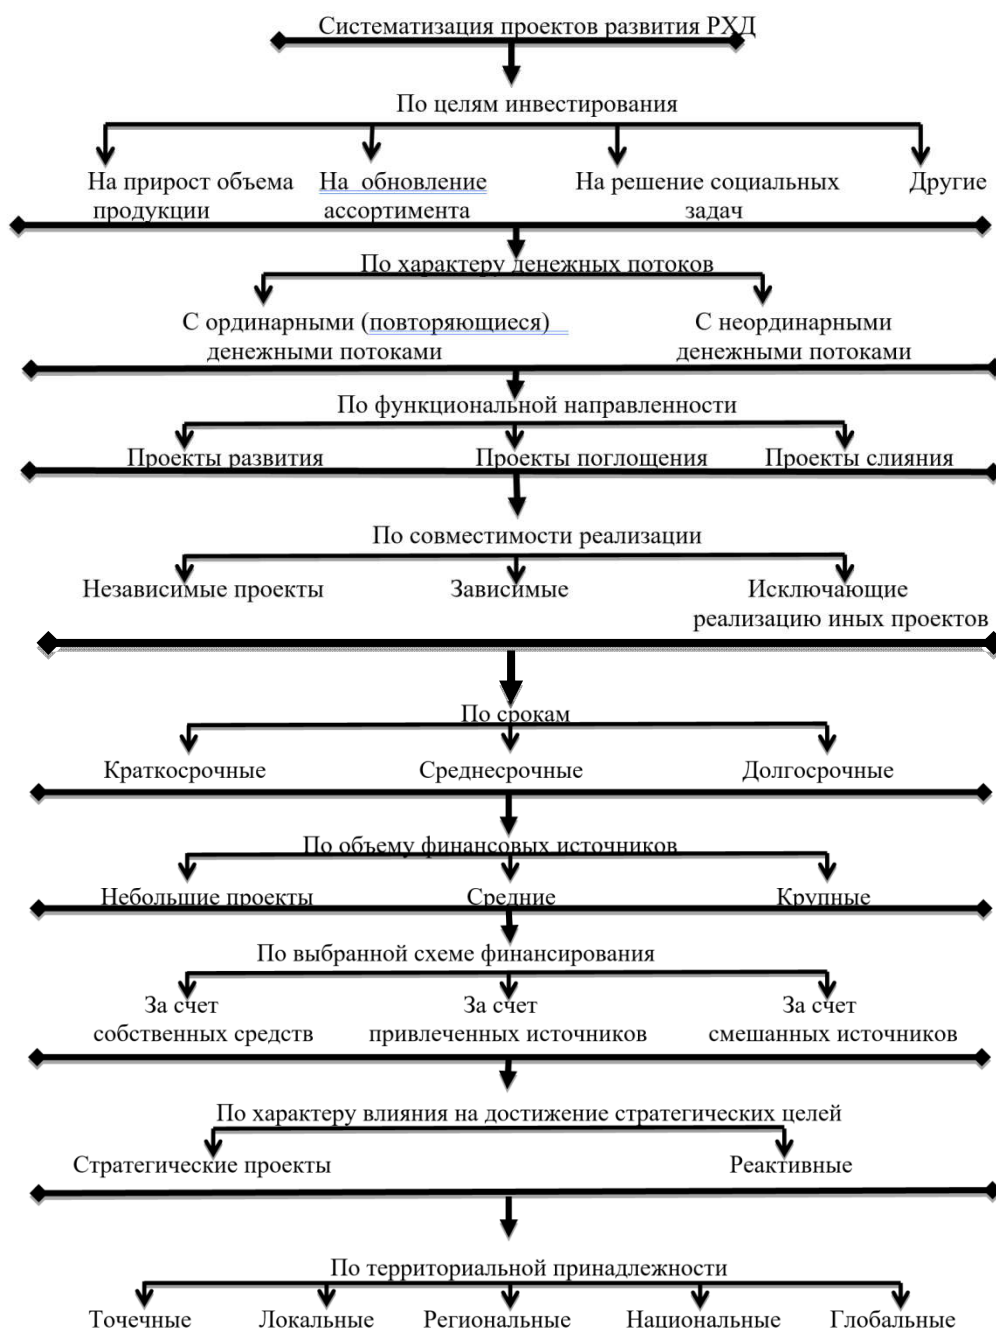 Систематизация проектов развития РХД
По целям инвестирования
На прирост объема На обновление На решение социальных Другие
продукции ассортимента задач
По характеру денежных потоков
С ординарными (повторяющиеся) С неординарными
денежными потоками денежными потоками
По функциональной направленности
Проекты развития Проекты поглощения Проекты слияния
По совместимости реализации
Независимые проекты Зависимые Исключающие
реализацию иных проектов
По срокам
Краткосрочные Среднесрочные Долгосрочные
По объему финансовых источников
Небольшие проекты Средние Крупные
По выбранной схеме финансирования
За счет За счет За счет
собственных средств привлеченных источников смешанных источников
По характеру влияния на достижение стратегических целей
Стратегические проекты Реактивные
По территориальной принадлежности
Точечные Локальные Региональные Национальные Глобальные